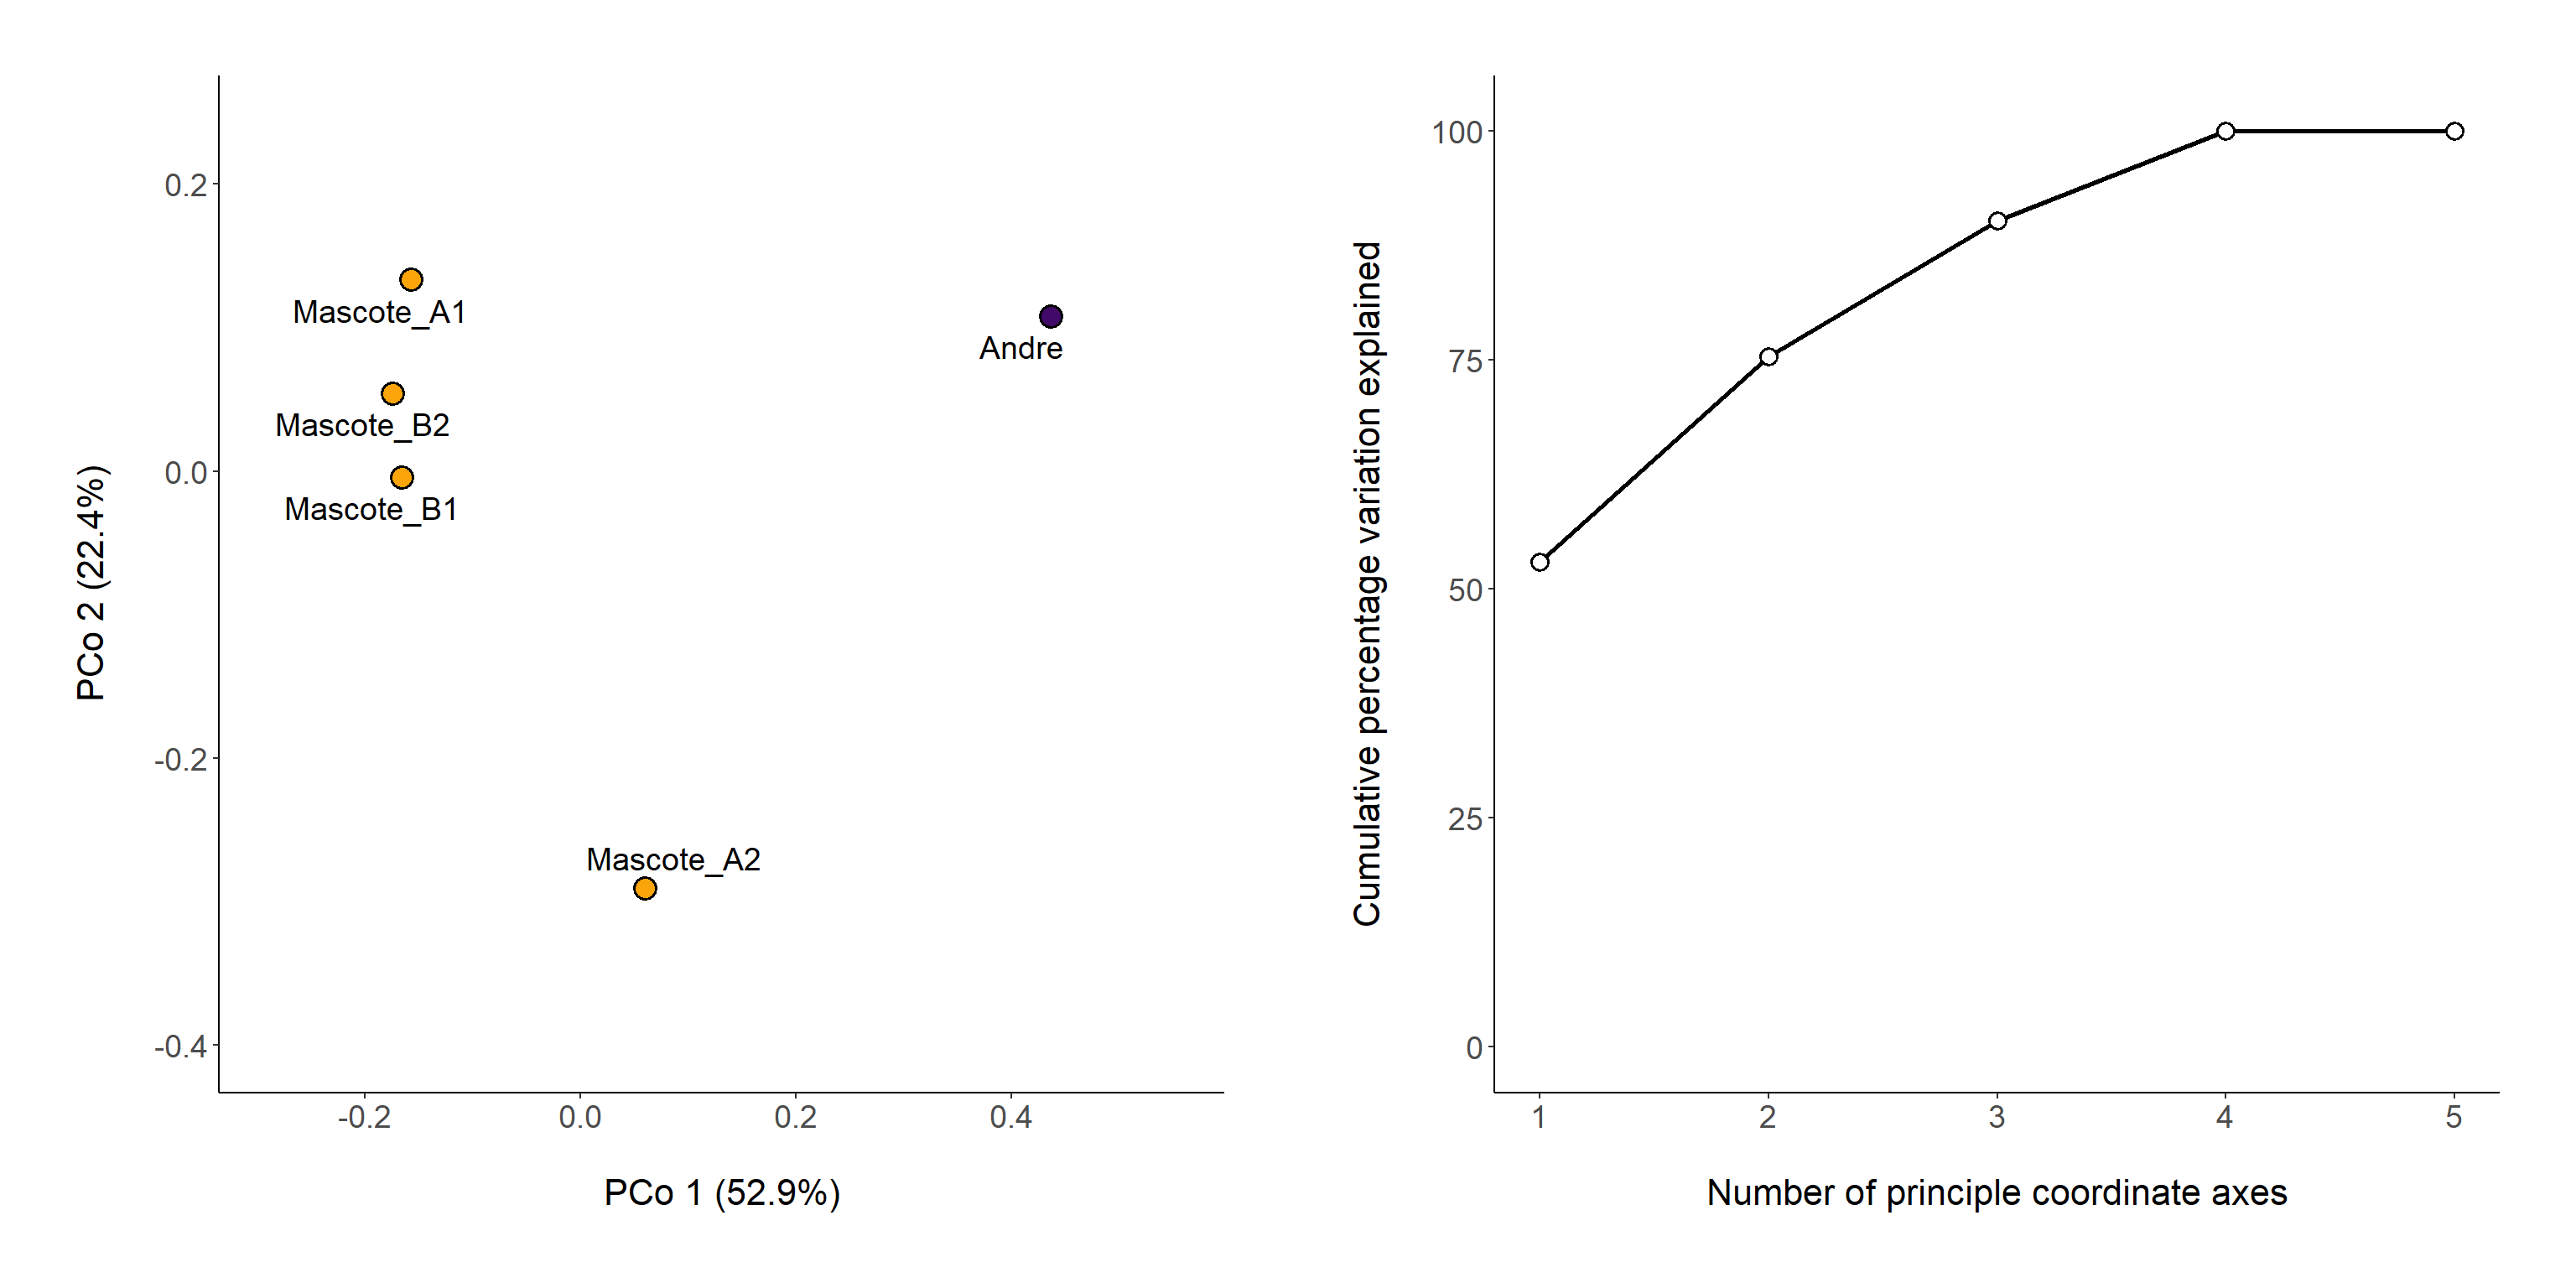 0.2
0.0
-0.2
-0.4
PCo 2 (22.4%)
Mascote_A1
Mascote_B2
Mascote_B1
Andre
Mascote_A2
-0.2
0.0
0.2
0.4
PCo 1 (52.9%)
100
75
50
25
0
Cumulative percentage variation explained
1
2
3
4
5
Number of principle coordinate axes